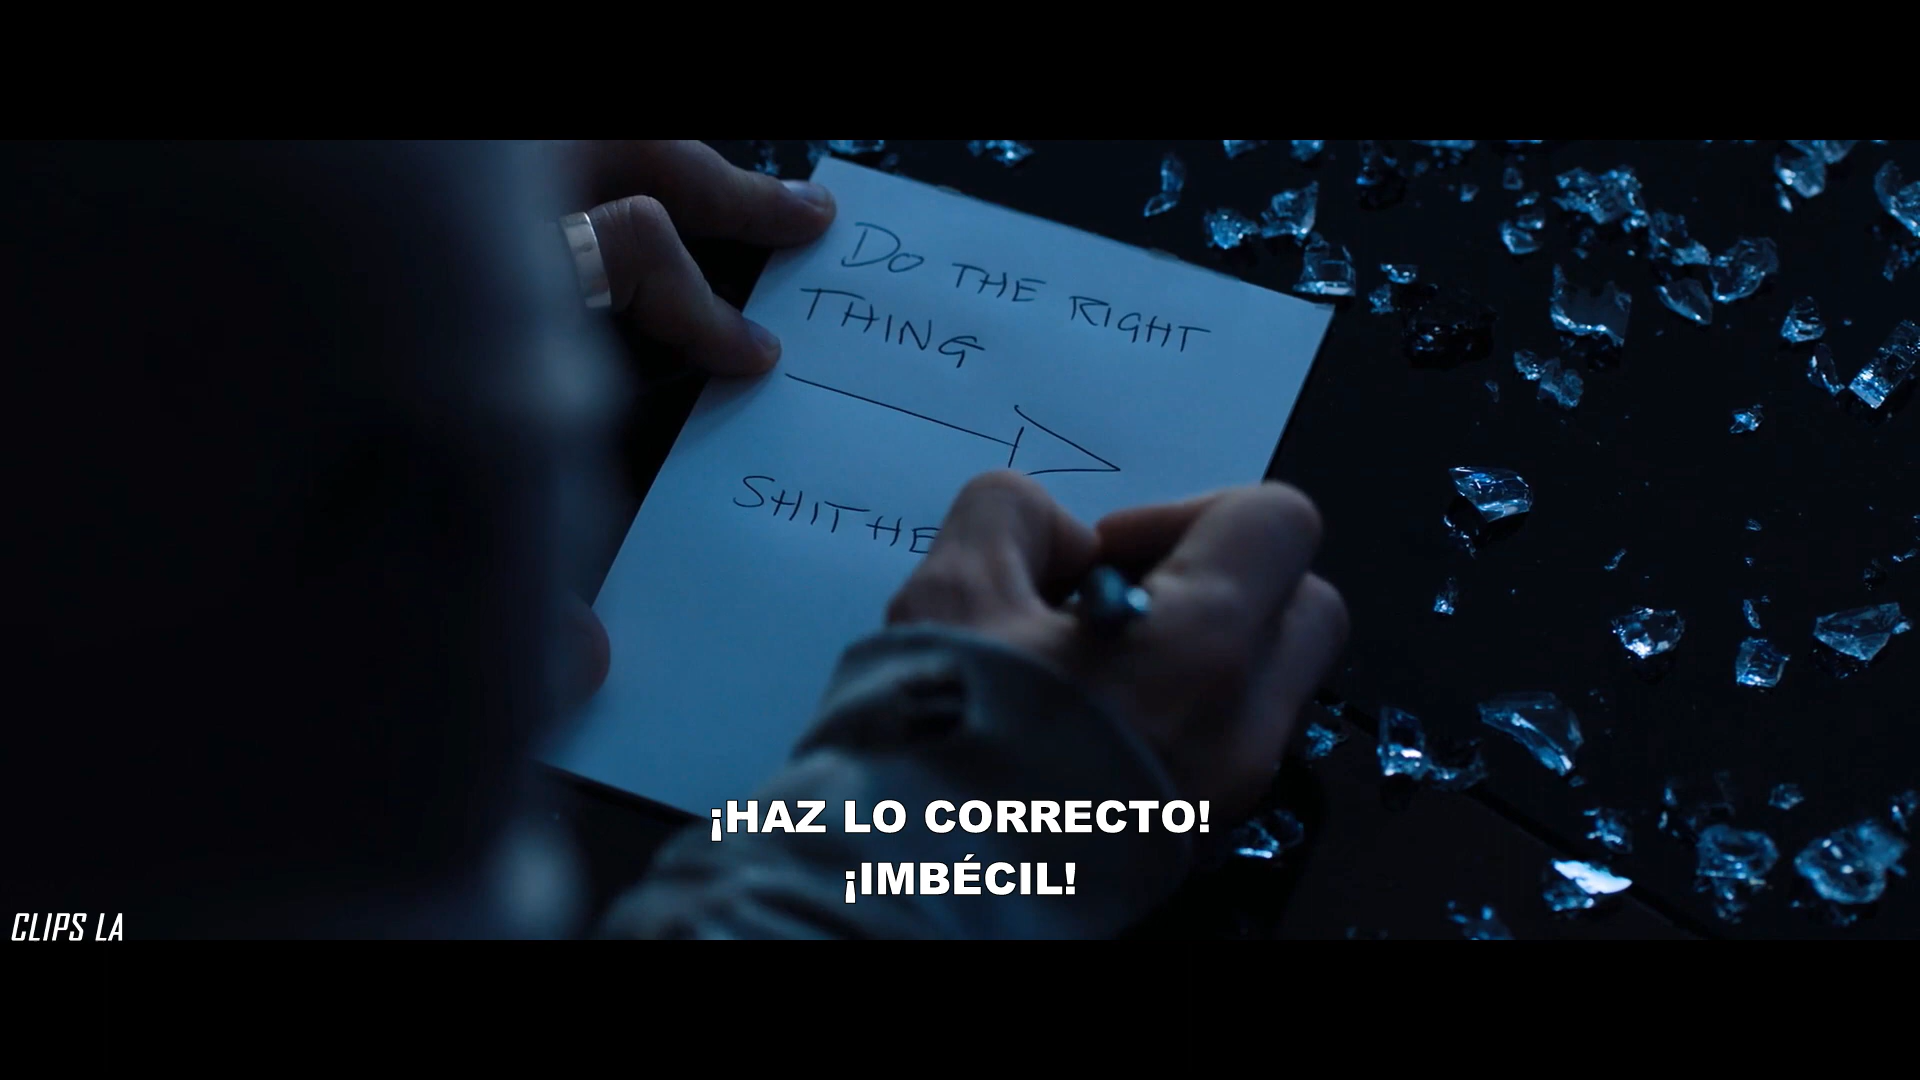 DO THE RIGHT
THING
SHITHE
¡HAZ LO CORRECTO!
¡IMBÉCIL!
CLIPS LA